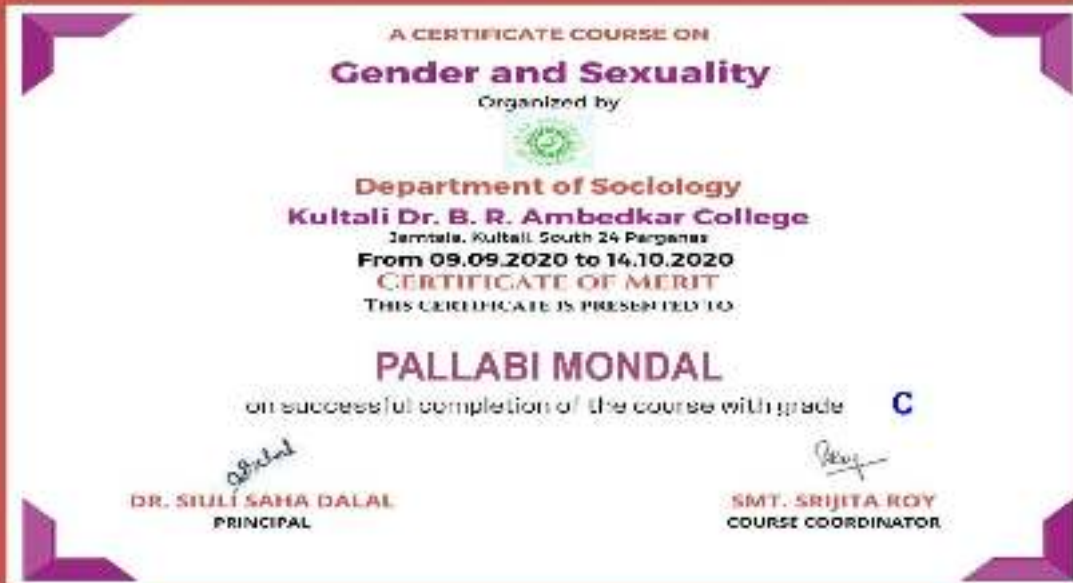 A CERTIFICATE COURSE ON
Gender and Sexuality
Organized by
Department of Sociology
Kultali Dr. B. R. Ambedkar College
Jamtala, Kultali, South 24 Parganas
From 09.09.2020 to 14.10.2020
CERTIFICATE OF MERIT
THIS CERTIFICATE IS PRESENTED TO
PALLABI MONDAL
on successful completion of the course with grade C
DR. SIULI SAHA DALAL
PRINCIPAL
SMT. SRIJITA ROY
COURSE COORDINATOR